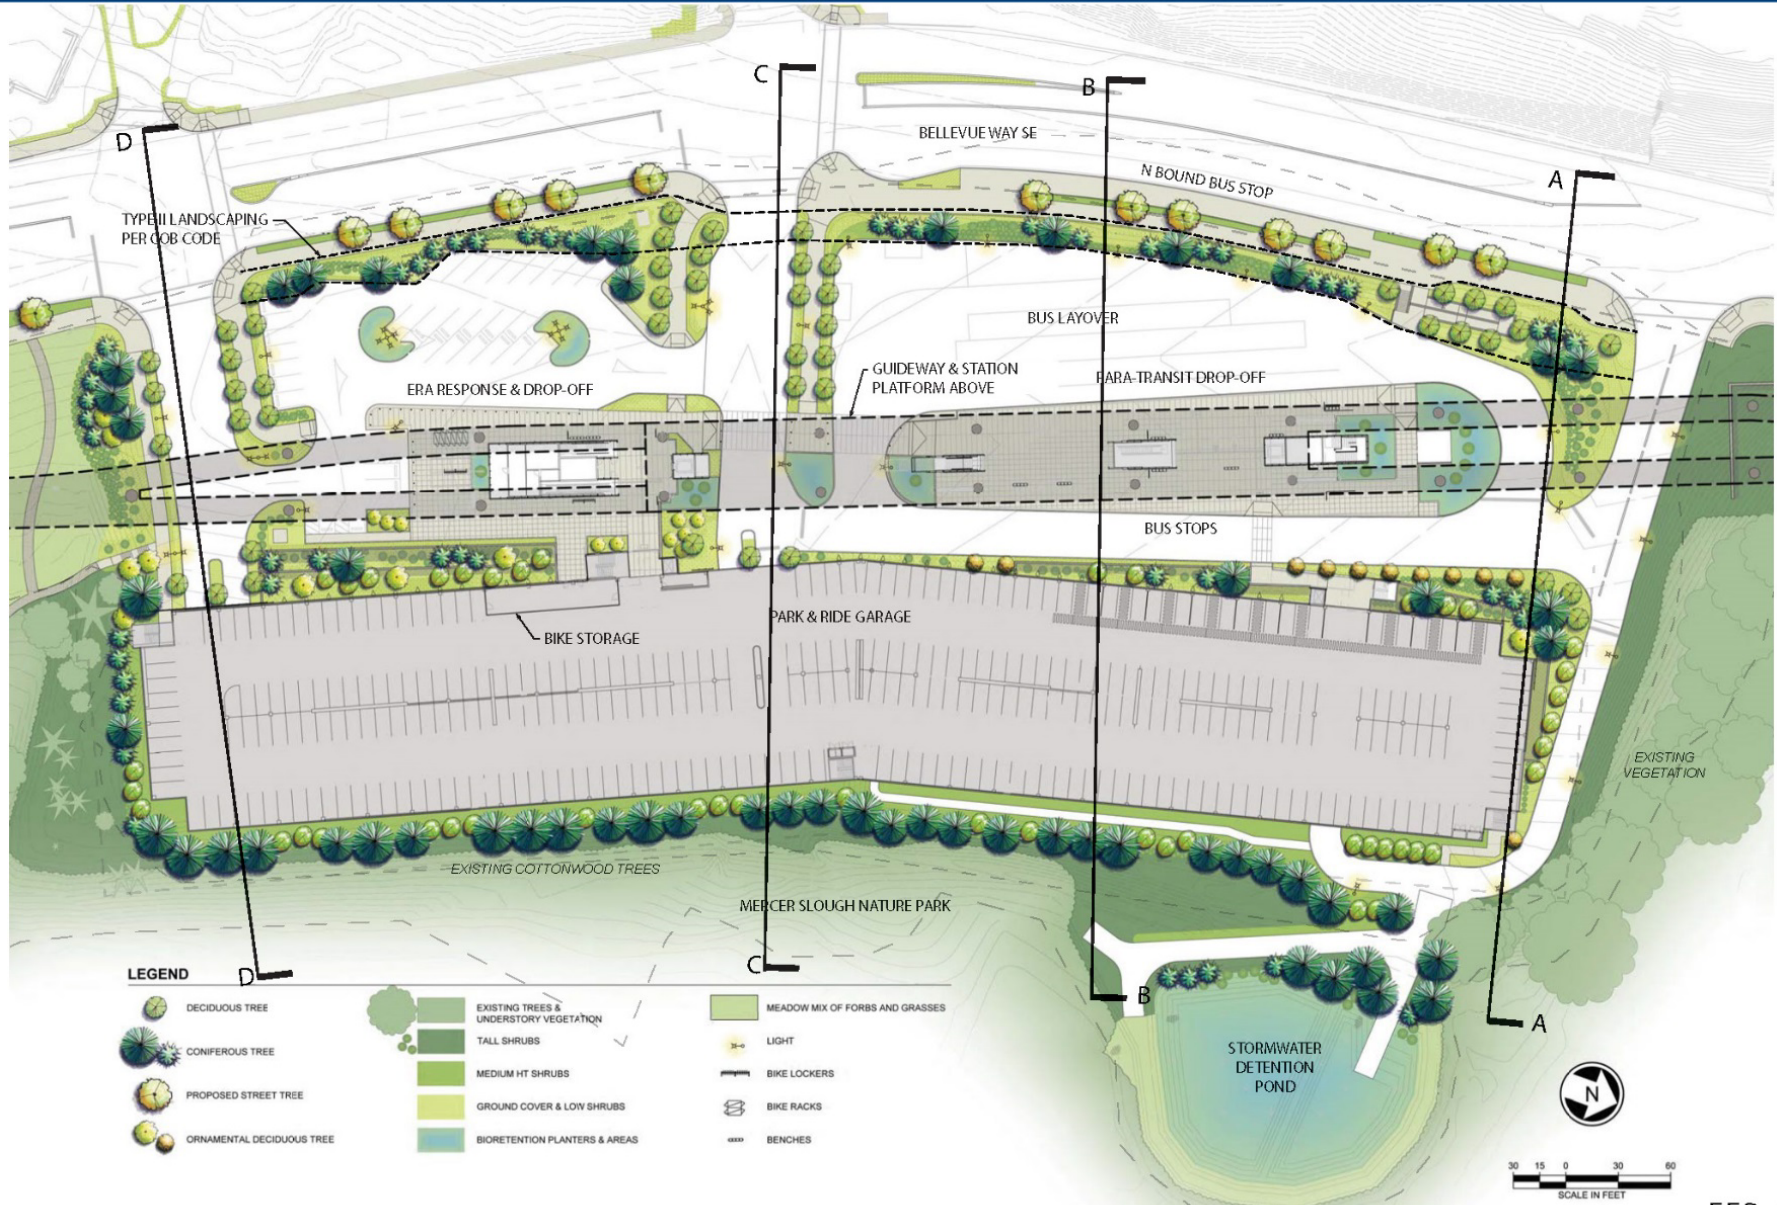 C
B
BELLEVUE WAY SE
D
N BOUND BUS STOP
A
TYPE II LANDSCAPING
PER COB CODE
BUS LAYOVER
GUIDEWAY & STATION
PLATFORM ABOVE
PARA-TRANSIT DROP-OFF
ERA RESPONSE & DROP-OFF
BUS STOPS
PARK & RIDE GARAGE
BIKE STORAGE
EXISTING
VEGETATION
EXISTING COTTONWOOD TREES
MERCER SLOUGH NATURE PARK
D
C
B
A
STORMWATER
DETENTION
POND
LEGEND
DECIDUOUS TREE
CONIFEROUS TREE
PROPOSED STREET TREE
ORNAMENTAL DECIDUOUS TREE
EXISTING TREES &
UNDERSTORY VEGETATION
TALL SHRUBS
MEDIUM HT SHRUBS
GROUND COVER & LOW SHRUBS
BIORETENTION PLANTERS & AREAS
MEADOW MIX OF FORBS AND GRASSES
LIGHT
BIKE LOCKERS
BIKE RACKS
BENCHES
N
30 15 0 30 60
SCALE IN FEET